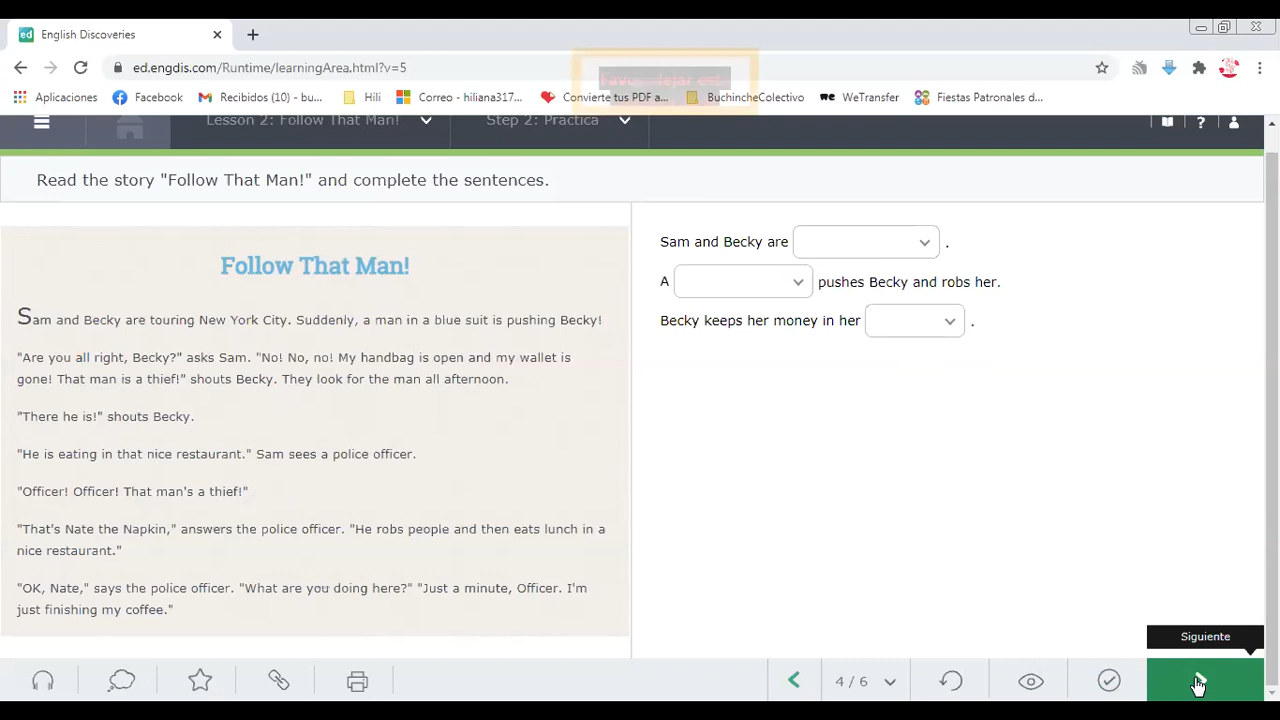 English Discoveries
ed.engdis.com/Runtime/learningArea.html?v=5
Aplicaciones
Facebook
Recibidos (10) - bu...
Hili
Correo - hiliana317...
Convierte tus PDF a...
BuchincheColectivo
WeTransfer
Fiestas Patronales d...
Lesson 2: Follow That Man!
Step 2: Practica
Read the story "Follow That Man!" and complete the sentences.
Follow That Man!
Sam and Becky are touring New York City. Suddenly, a man in a blue suit is pushing Becky!
"Are you all right, Becky?" asks Sam. "No! No, no! My handbag is open and my wallet is
gone! That man is a thief!" shouts Becky. They look for the man all afternoon.
"There he is!" shouts Becky.
"He is eating in that nice restaurant." Sam sees a police officer.
"Officer! Officer! That man's a thief!"
"That's Nate the Napkin," answers the police officer. "He robs people and then eats lunch in a
nice restaurant."
"OK, Nate," says the police officer. "What are you doing here?" "Just a minute, Officer. I'm
just finishing my coffee."
Sam and Becky are .
A pushes Becky and robs her.
Becky keeps her money in her .
Siguiente
4 / 6